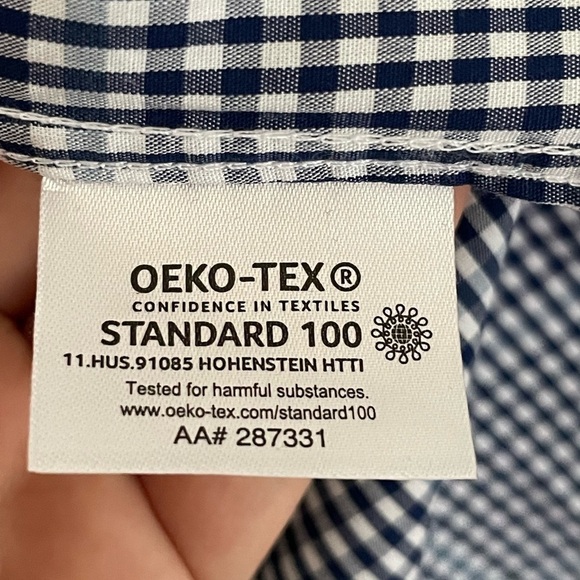 OEKO-TEX®
CONFIDENCE IN TEXTILES
STANDARD 100
11.HUS.91085 HOHENSTEIN HTTI
Tested for harmful substances.
www.oeko-tex.com/standard100
AA# 287331